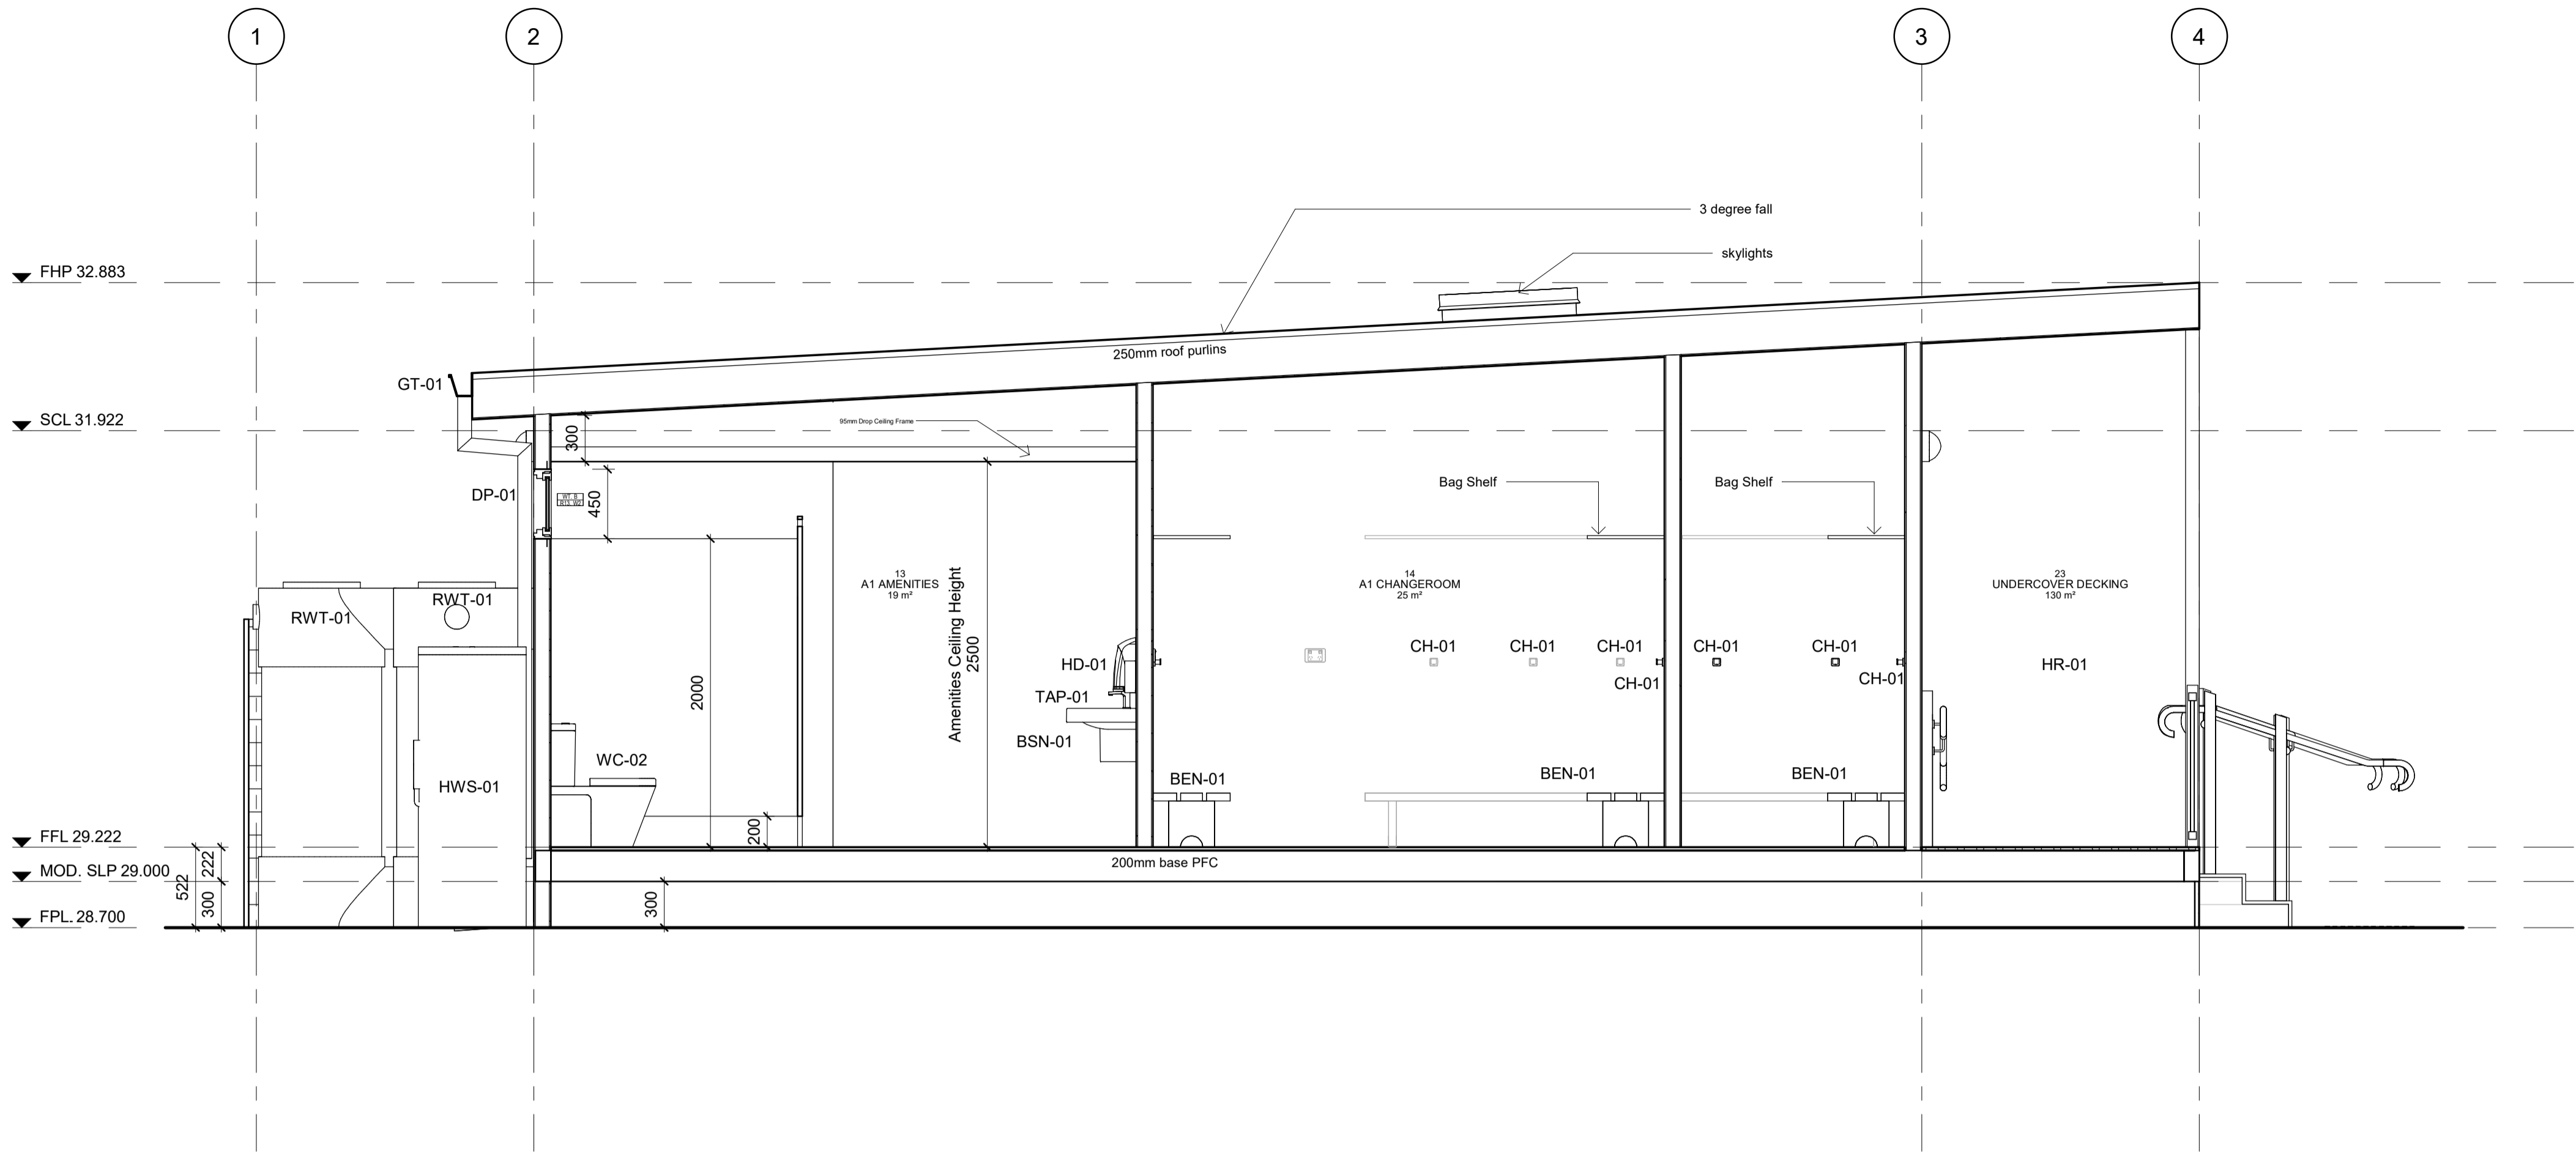 1
2
3
4
3 degree fall
skylights
FHP 32.883
250mm roof purlins
GT-01
SCL 31.922
95mm Drop Ceiling Frame
300
DP-01
WT. B.
R13. W2
450
Bag Shelf
Bag Shelf
13
A1 AMENITIES
19 m²
14
A1 CHANGEROOM
25 m²
23
UNDERCOVER DECKING
130 m²
RWT-01
RWT-01
Amenities Ceiling Height
2500
2000
CH-01
CH-01
CH-01
CH-01
CH-01
HD-01
HR-01
CH-01
CH-01
TAP-01
BSN-01
WC-02
HWS-01
BEN-01
BEN-01
BEN-01
200
FFL 29.222
222
200mm base PFC
MOD. SLP 29.000
522
300
300
FPL. 28.700